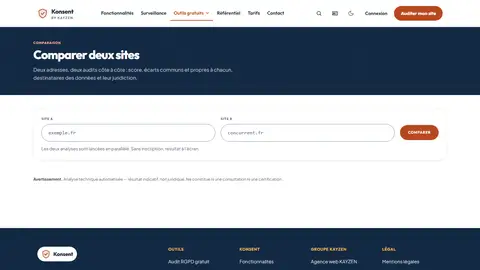 Konsent
BY KAYZEN
Fonctionnalités
Surveillance
Outils gratuits
Référentiel
Tarifs
Contact
Connexion
Auditer mon site
COMPARAISON
Comparer deux sites
Deux adresses, deux audits côte à côte : score, écarts communs et propres à chacun,
destinataires des données et leur juridiction.
SITE A
SITE B
exemple.fr
concurrent.fr
COMPARER
Les deux analyses sont lancées en parallèle. Sans inscription, résultat à l'écran.
Avertissement. Analyse technique automatisée — résultat indicatif, non juridique. Ne constitue ni une consultation ni une certification.
Konsent
OUTILS
KONSENT
GROUPE KAYZEN
LÉGAL
Audit RGPD gratuit
Fonctionnalités
Agence web KAYZEN
Mentions légales